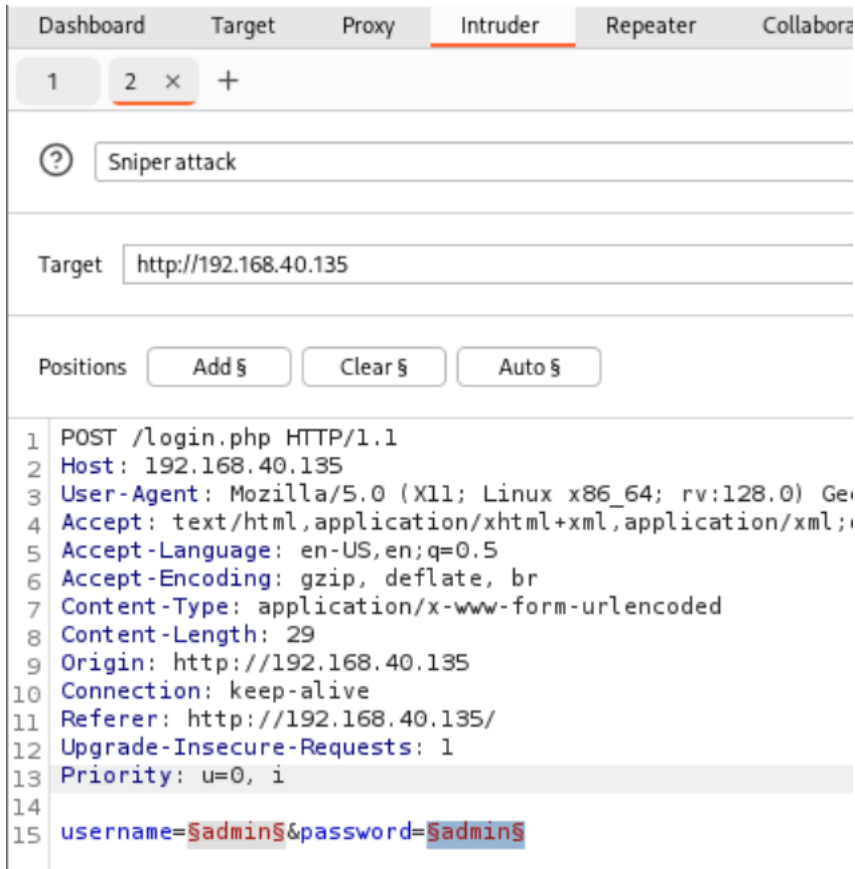 Dashboard Target Proxy Intruder Repeater
1 2 × +
? Sniper attack
Target http://192.168.40.135
Positions Add § Clear § Auto §
1 POST /login.php HTTP/1.1
2 Host: 192.168.40.135
3 User-Agent: Mozilla/5.0 (X11; Linux x86_64; rv:128.0)
4 Accept: text/html,application/xhtml+xml,application/xml;
5 Accept-Language: en-US,en;q=0.5
6 Accept-Encoding: gzip, deflate, br
7 Content-Type: application/x-www-form-urlencoded
8 Content-Length: 29
9 Origin: http://192.168.40.135
10 Connection: keep-alive
11 Referer: http://192.168.40.135/
12 Upgrade-Insecure-Requests: 1
13 Priority: u=0, i
14
15 username=§admin§&password=§admin§